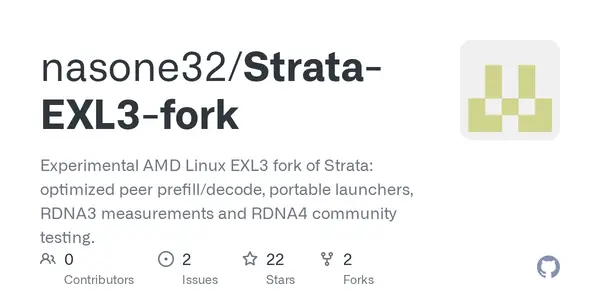 nasone32/Strata-
EXL3-fork
Experimental AMD Linux EXL3 fork of Strata:
optimized peer prefill/decode, portable launchers,
RDNA3 measurements and RDNA4 community
testing.
0 2 22 2
Contributors Issues Stars Forks